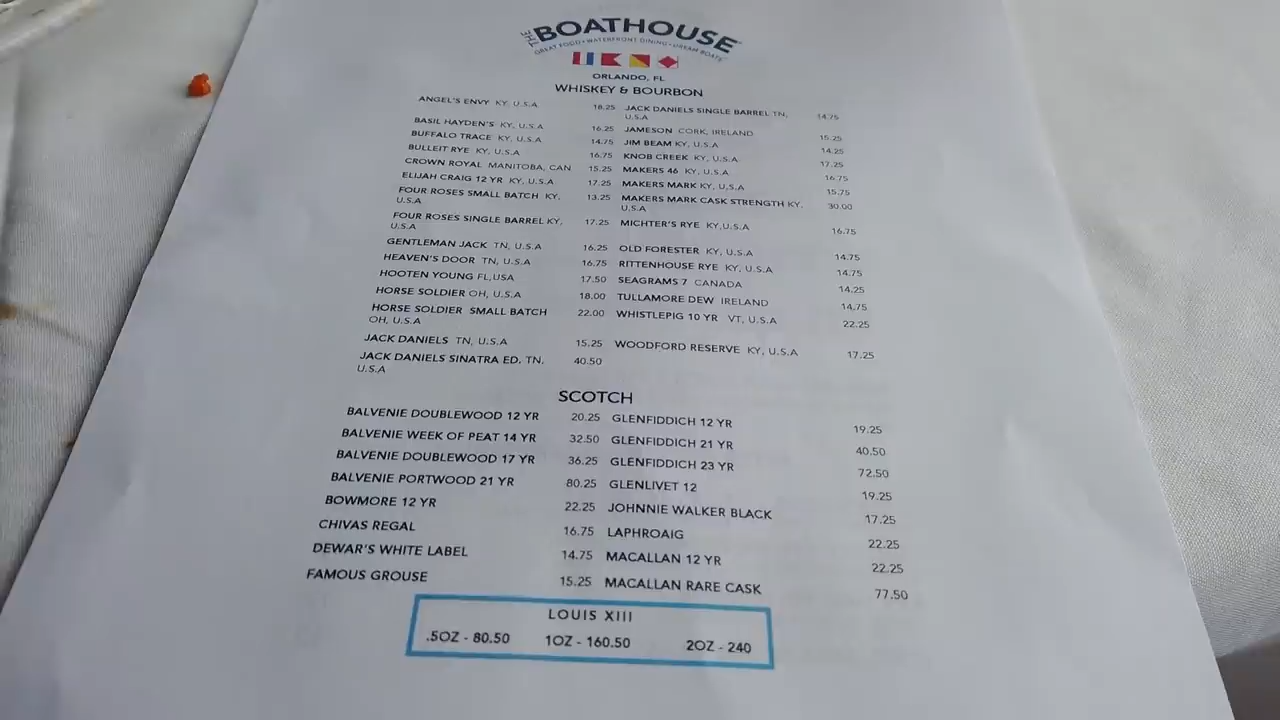 THE BOATHOUSE
GREAT FOOD • WATERFRONT DINING • DREAM BOATS
ORLANDO, FL
WHISKEY & BOURBON
ANGEL'S ENVY KY, U.S.A 18.25 JACK DANIELS SINGLE BARREL TN, U.S.A 14.75
BASIL HAYDEN'S KY, U.S.A 16.25 JAMESON CORK, IRELAND 15.25
BUFFALO TRACE KY, U.S.A 14.75 JIM BEAM KY, U.S.A 14.25
BULLEIT RYE KY, U.S.A 16.75 KNOB CREEK KY, U.S.A 17.25
CROWN ROYAL MANITOBA, CAN 15.25 MAKERS 46 KY, U.S.A 16.75
ELIJAH CRAIG 12 YR KY, U.S.A 17.25 MAKERS MARK KY, U.S.A 15.75
FOUR ROSES SMALL BATCH KY, U.S.A 13.25 MAKERS MARK CASK STRENGTH KY, U.S.A 30.00
FOUR ROSES SINGLE BARREL KY, U.S.A 17.25 MICHTER'S RYE KY,U.S.A 16.75
GENTLEMAN JACK TN, U.S.A 16.25 OLD FORESTER KY, U.S.A 14.75
HEAVEN'S DOOR TN, U.S.A 16.75 RITTENHOUSE RYE KY, U.S.A 14.75
HOOTEN YOUNG FL,USA 17.50 SEAGRAMS 7 CANADA 14.25
HORSE SOLDIER OH, U.S.A 18.00 TULLAMORE DEW IRELAND 14.75
HORSE SOLDIER SMALL BATCH OH, U.S.A 22.00 WHISTLEPIG 10 YR VT, U.S.A 22.25
JACK DANIELS TN, U.S.A 15.25 WOODFORD RESERVE KY, U.S.A 17.25
JACK DANIELS SINATRA ED, TN, U.S.A 40.50
SCOTCH
BALVENIE DOUBLEWOOD 12 YR 20.25 GLENFIDDICH 12 YR 19.25
BALVENIE WEEK OF PEAT 14 YR 32.50 GLENFIDDICH 21 YR 40.50
BALVENIE DOUBLEWOOD 17 YR 36.25 GLENFIDDICH 23 YR 72.50
BALVENIE PORTWOOD 21 YR 80.25 GLENLIVET 12 19.25
BOWMORE 12 YR 22.25 JOHNNIE WALKER BLACK 17.25
CHIVAS REGAL 16.75 LAPHROAIG 22.25
DEWAR'S WHITE LABEL 14.75 MACALLAN 12 YR 22.25
FAMOUS GROUSE 15.25 MACALLAN RARE CASK 77.50
LOUIS XIII
.5OZ - 80.50 1OZ - 160.50 2OZ - 240